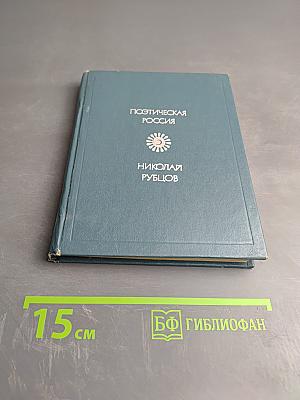 ПОЭТИЧЕСКАЯ
РОССИЯ
НИКОЛАЙ
РУБЦОВ
15 см
БФ ГИБЛИОФАН